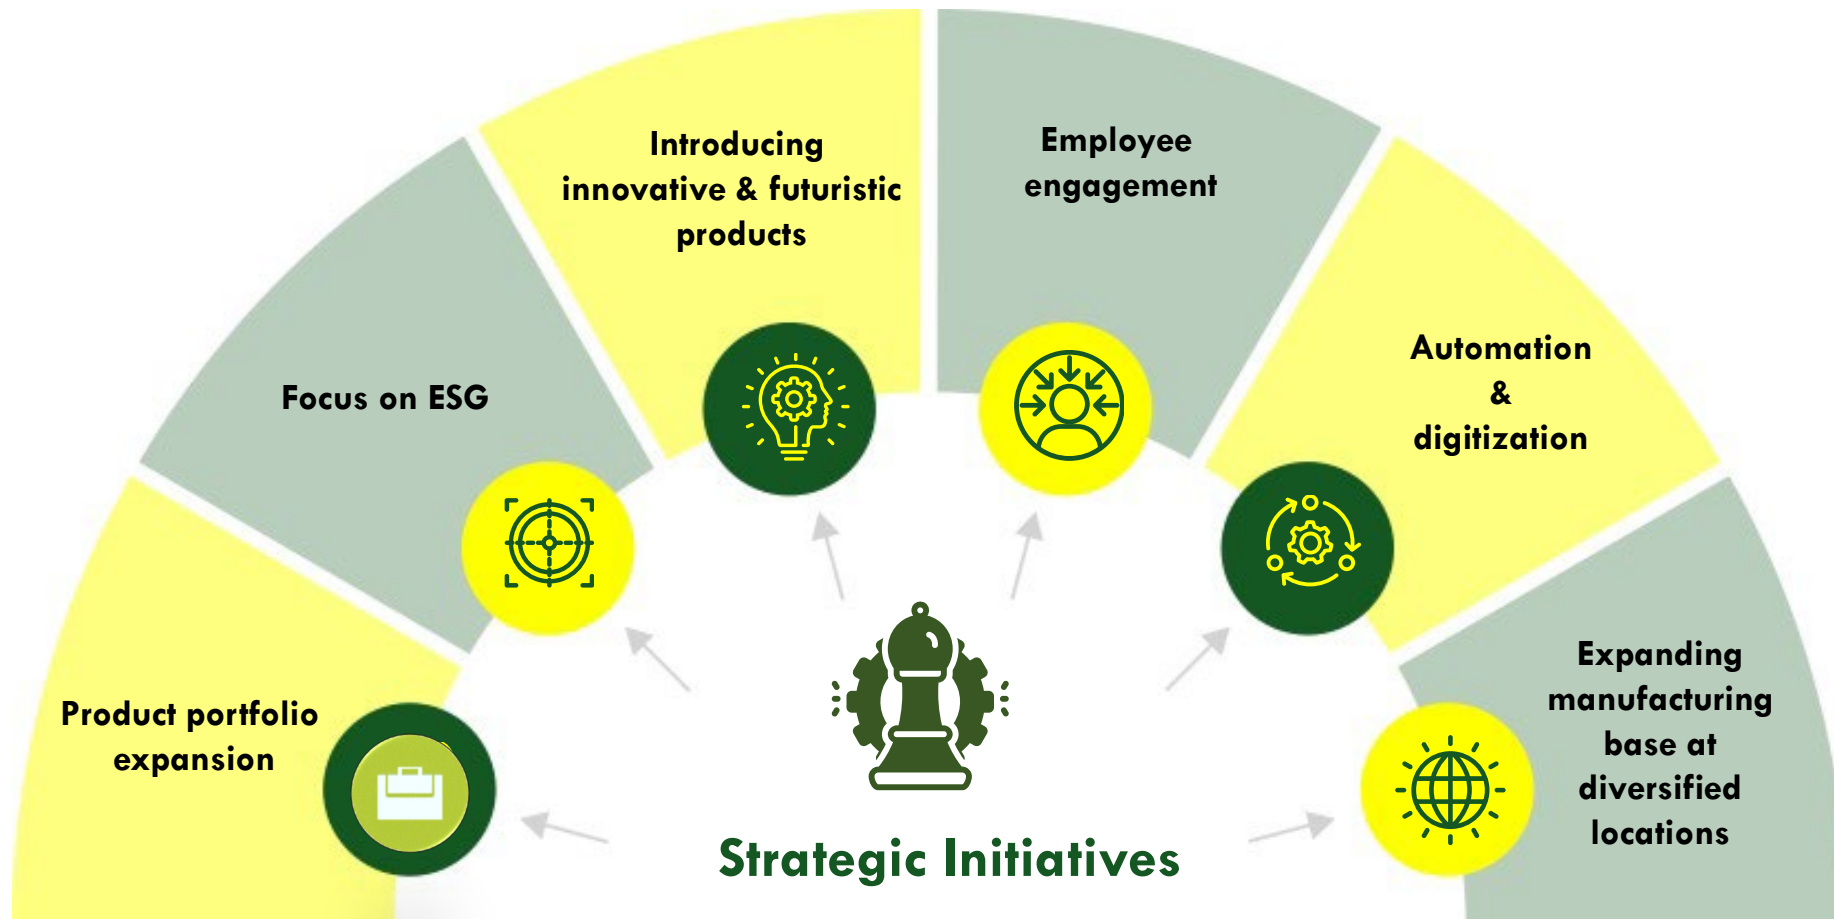 Product portfolio
expansion
Focus on ESG
Introducing
innovative & futuristic
products
Employee
engagement
Automation
&
digitization
Expanding
manufacturing
base at
diversified
locations
Strategic Initiatives